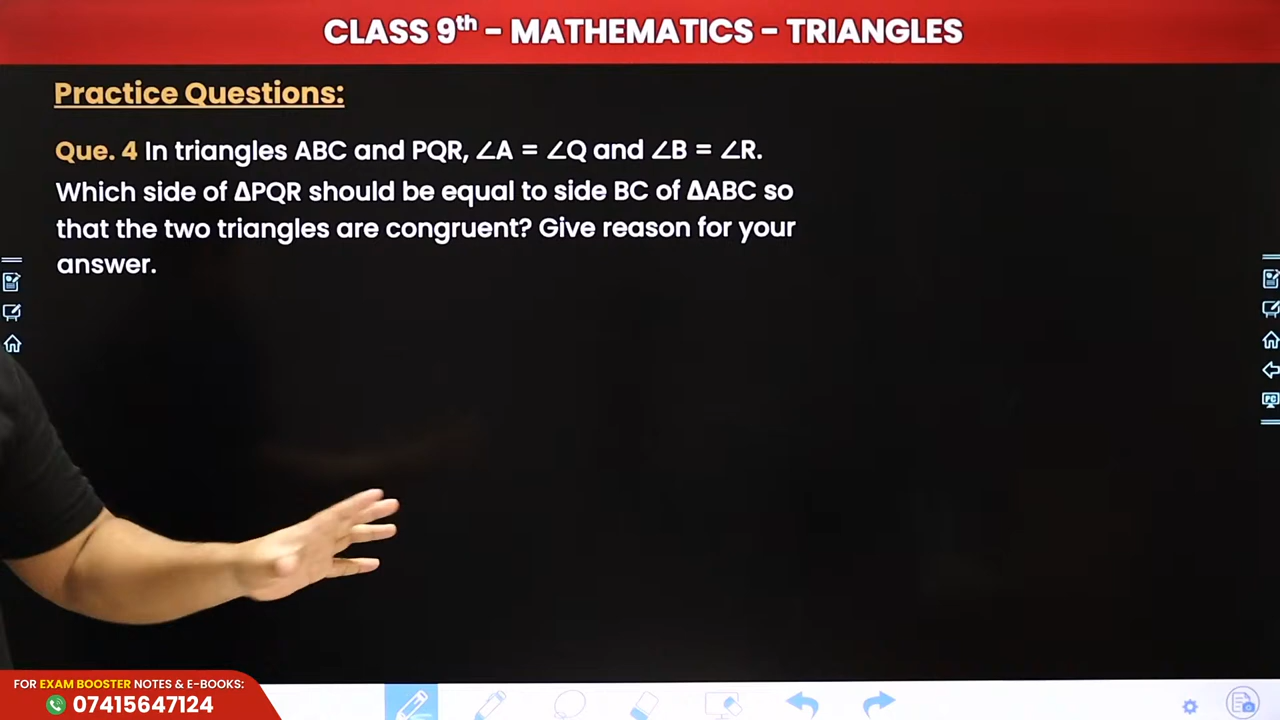 CLASS 9th - MATHEMATICS - TRIANGLES
Practice Questions:
Que. 4 In triangles ABC and PQR, ∠A = ∠Q and ∠B = ∠R.
Which side of ΔPQR should be equal to side BC of ΔABC so
that the two triangles are congruent? Give reason for your
answer.
PC
FOR EXAM BOOSTER NOTES & E-BOOKS:
07415647124